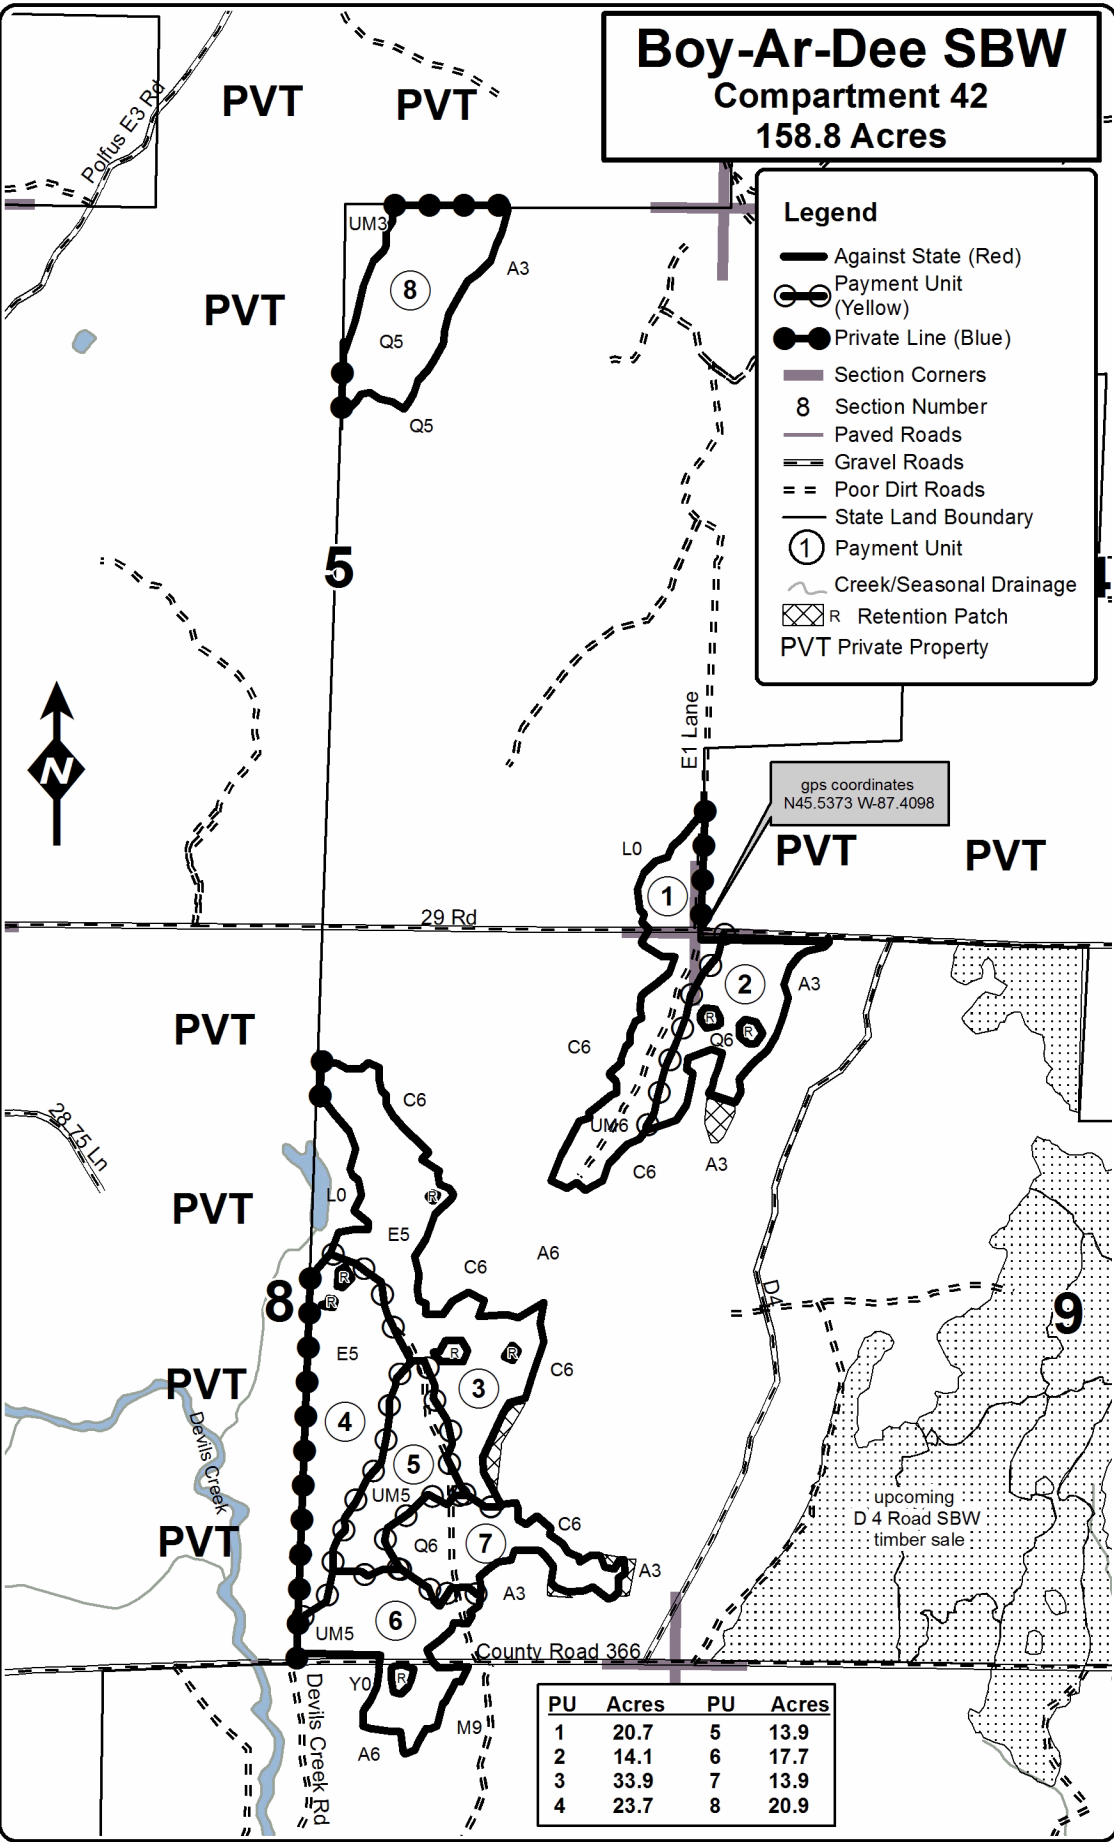 Boy-Ar-Dee SBW
Compartment 42
158.8 Acres
Legend
Against State (Red)
Payment Unit
(Yellow)
Private Line (Blue)
Section Corners
8 Section Number
Paved Roads
Gravel Roads
Poor Dirt Roads
State Land Boundary
1 Payment Unit
Creek/Seasonal Drainage
R Retention Patch
PVT Private Property
Polfus E3 Rd
PVT
PVT
UM3
A3
8
PVT
Q5
Q5
5
N
E1 Lane
gps coordinates
N45.5373 W-87.4098
PVT
PVT
L0
1
29 Rd
2
A3
R
R
Q6
C6
PVT
UM6
C6
A3
C6
28.75 Ln
PVT
L0
R
E5
C6
A6
8
R
R
D4
9
E5
R
R
C6
PVT
3
4
Devils Creek
5
UM5
PVT
Q6
7
C6
A3
A3
upcoming
D 4 Road SBW
timber sale
6
UM5
County Road 366
Y0
R
M9
A6
Devils Creek Rd
PU Acres PU Acres
1 20.7 5 13.9
2 14.1 6 17.7
3 33.9 7 13.9
4 23.7 8 20.9